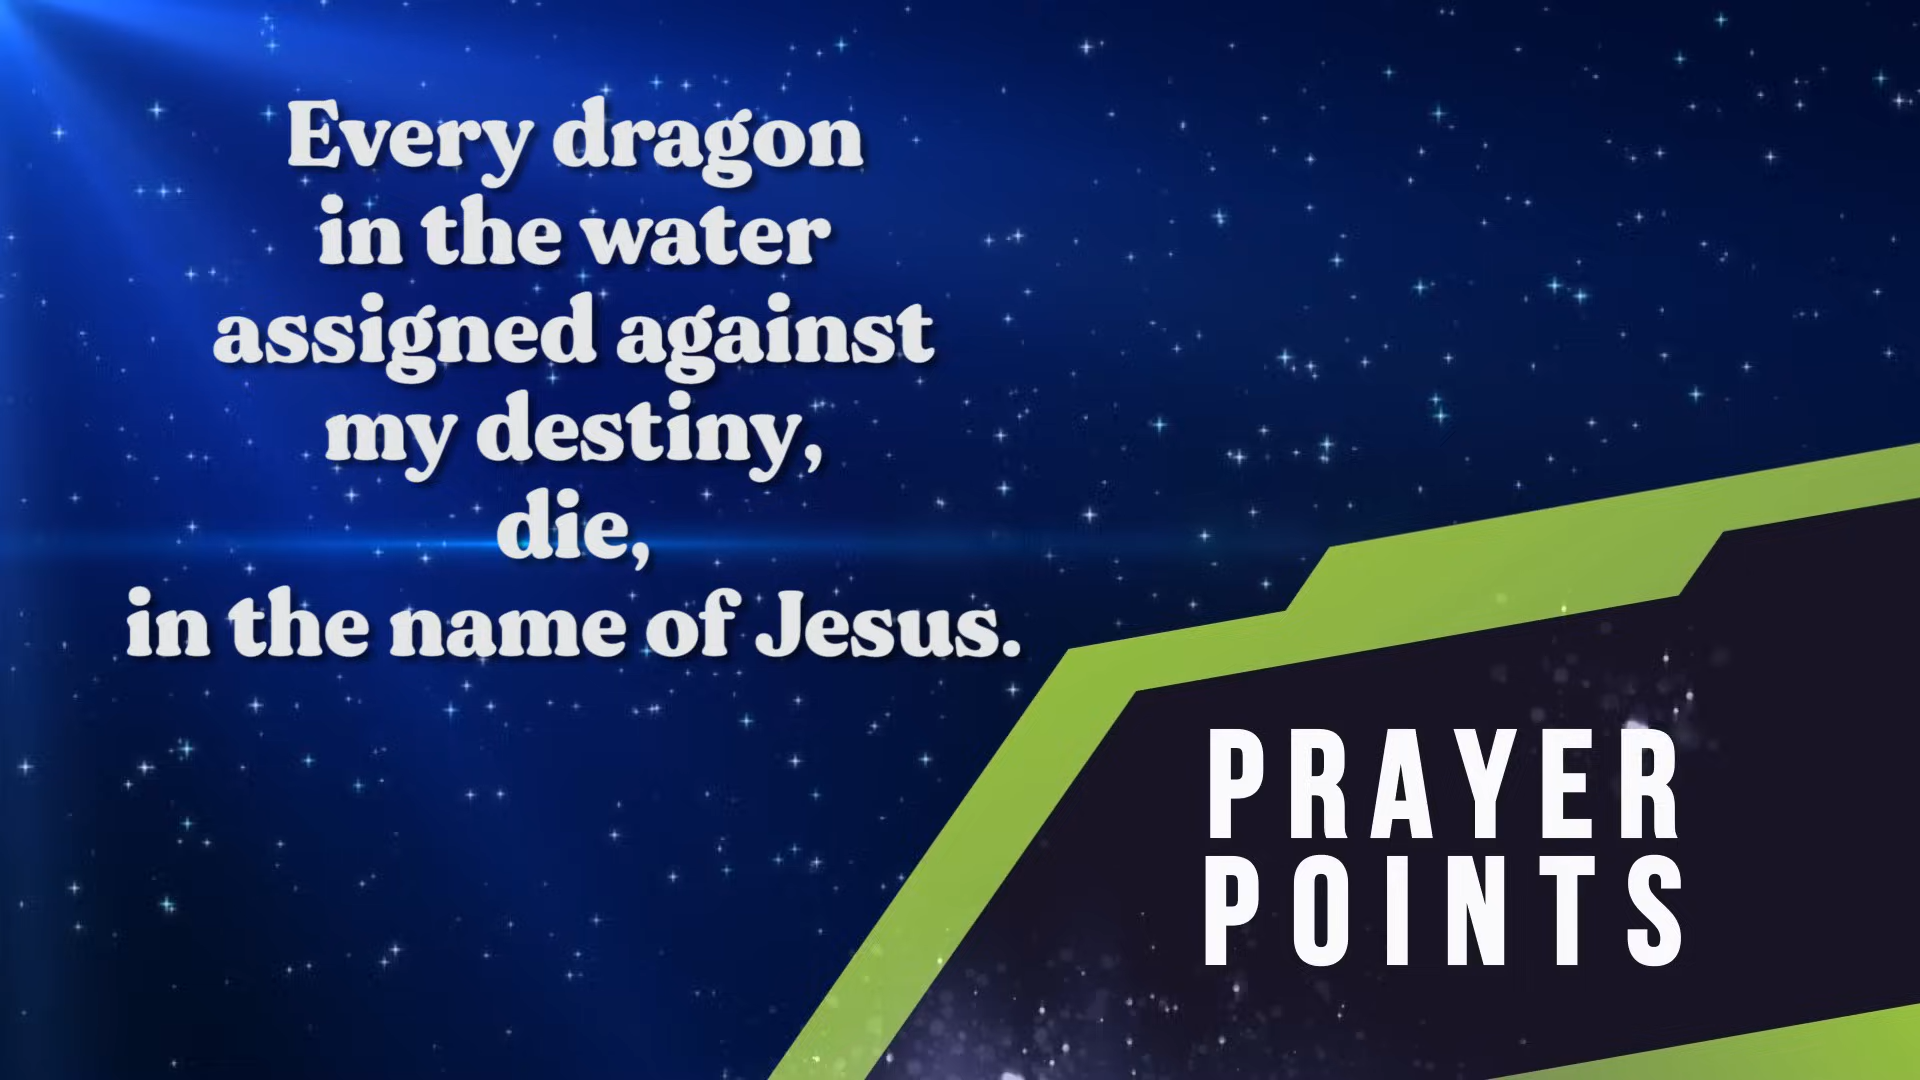 Every dragon
in the water
assigned against
my destiny,
die,
in the name of Jesus.
PRAYER
POINTS